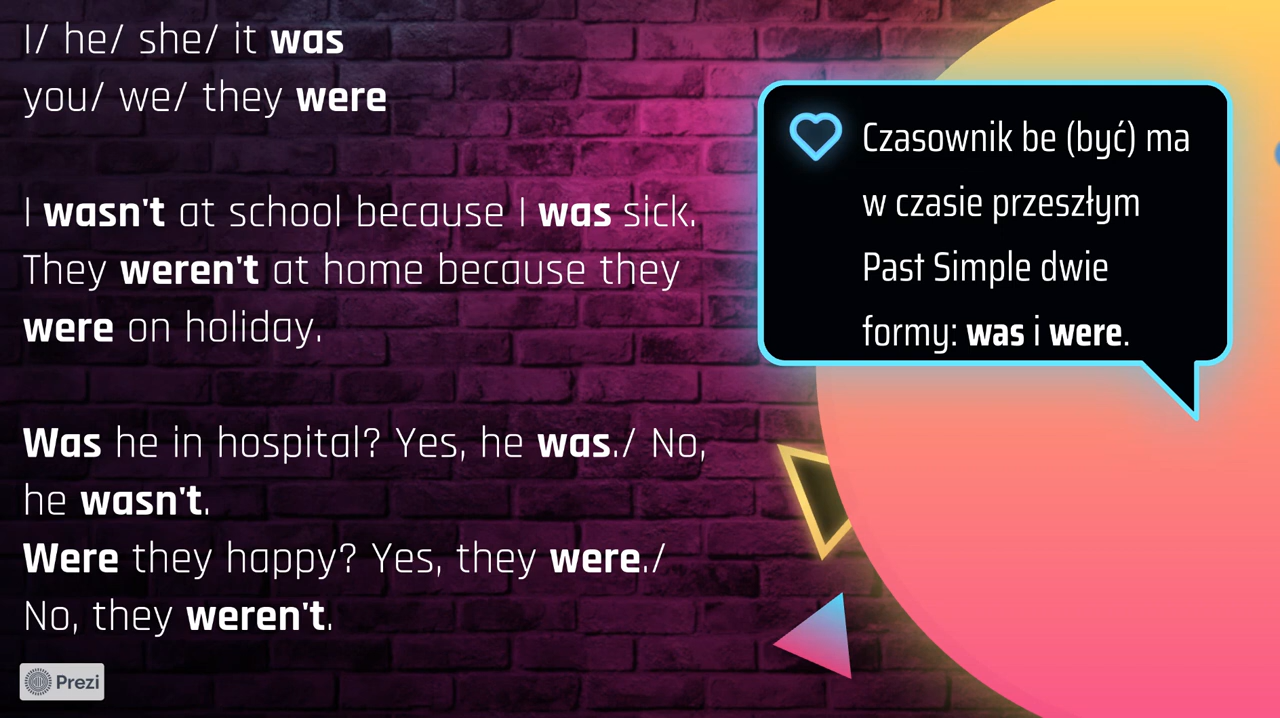 I/ he/ she/ it was
you/ we/ they were
I wasn't at school because I was sick.
They weren't at home because they
were on holiday.
Was he in hospital? Yes, he was./ No,
he wasn't.
Were they happy? Yes, they were./
No, they weren't.
Czasownik be (być) ma
w czasie przeszłym
Past Simple dwie
formy: was i were.
Prezi